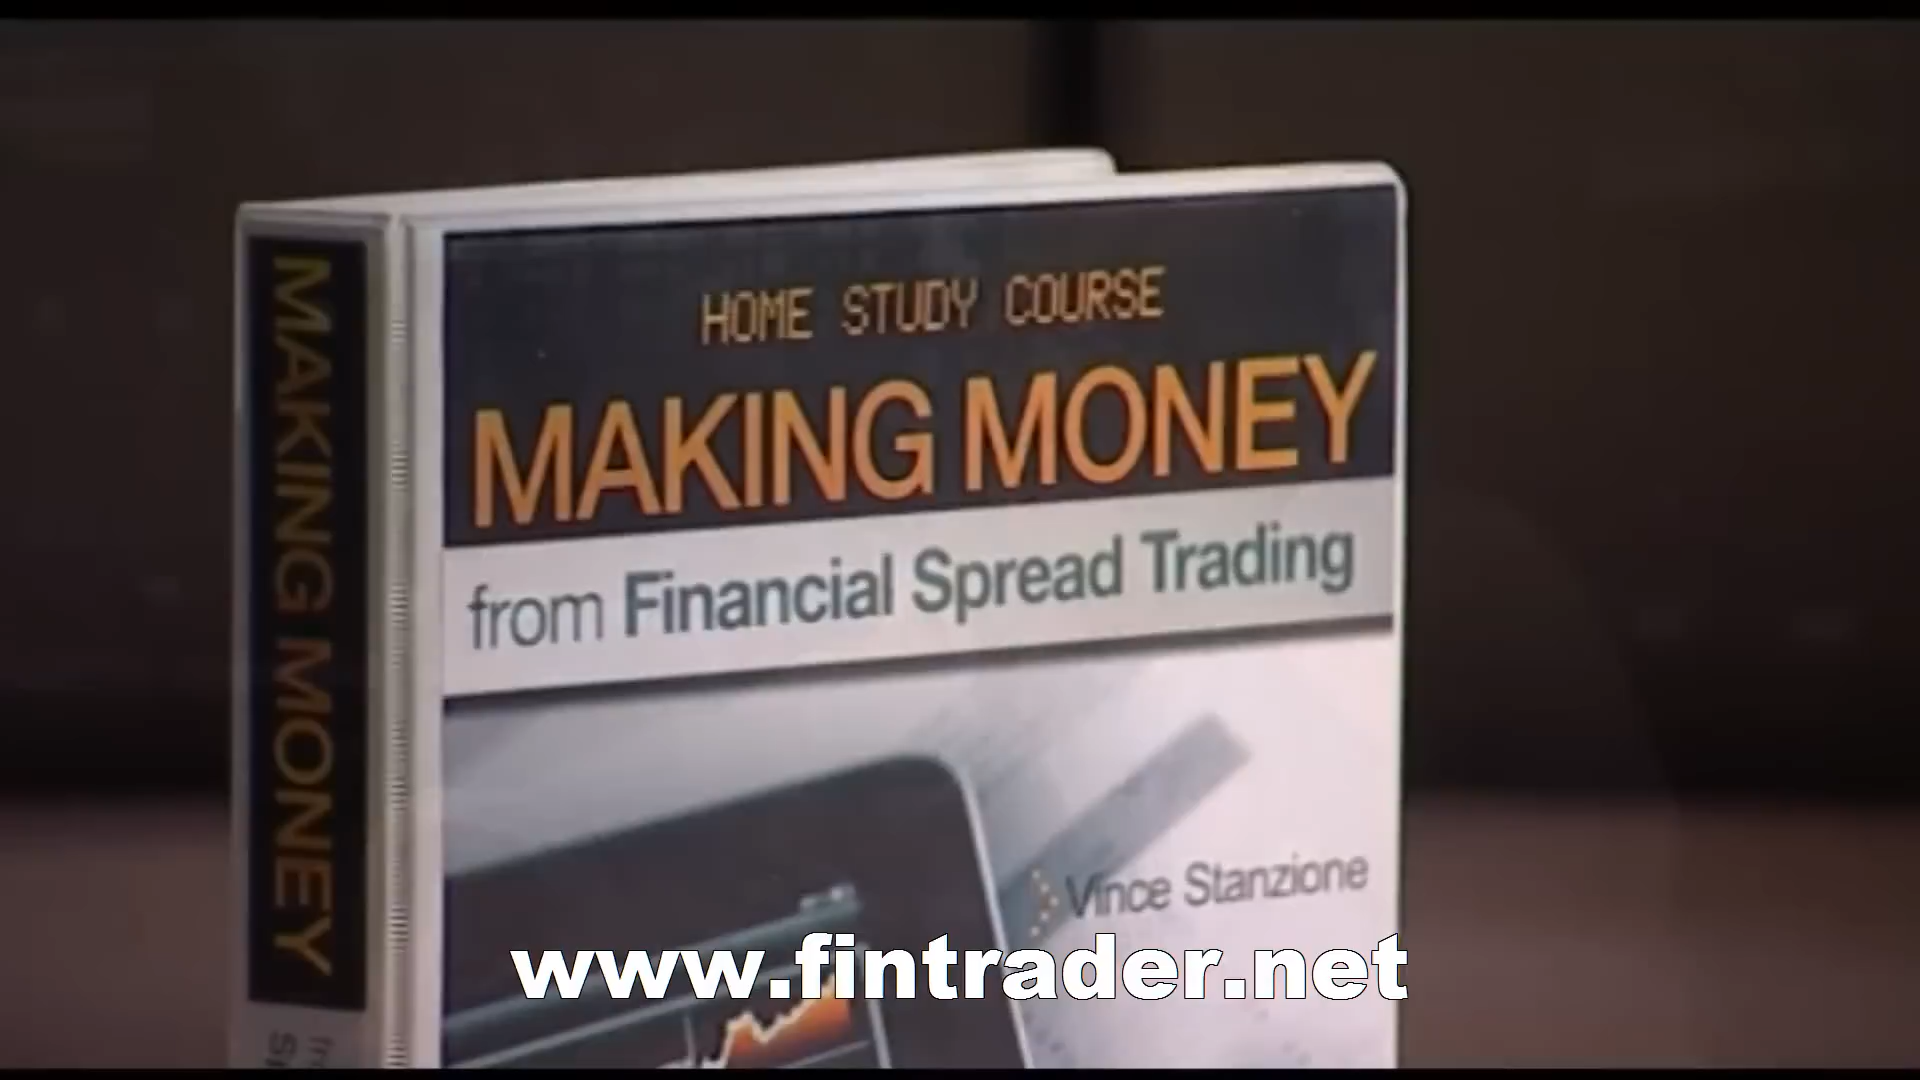 MAKING MONEY
HOME STUDY COURSE
MAKING MONEY
from Financial Spread Trading
Vince Stanzione
www.fintrader.net